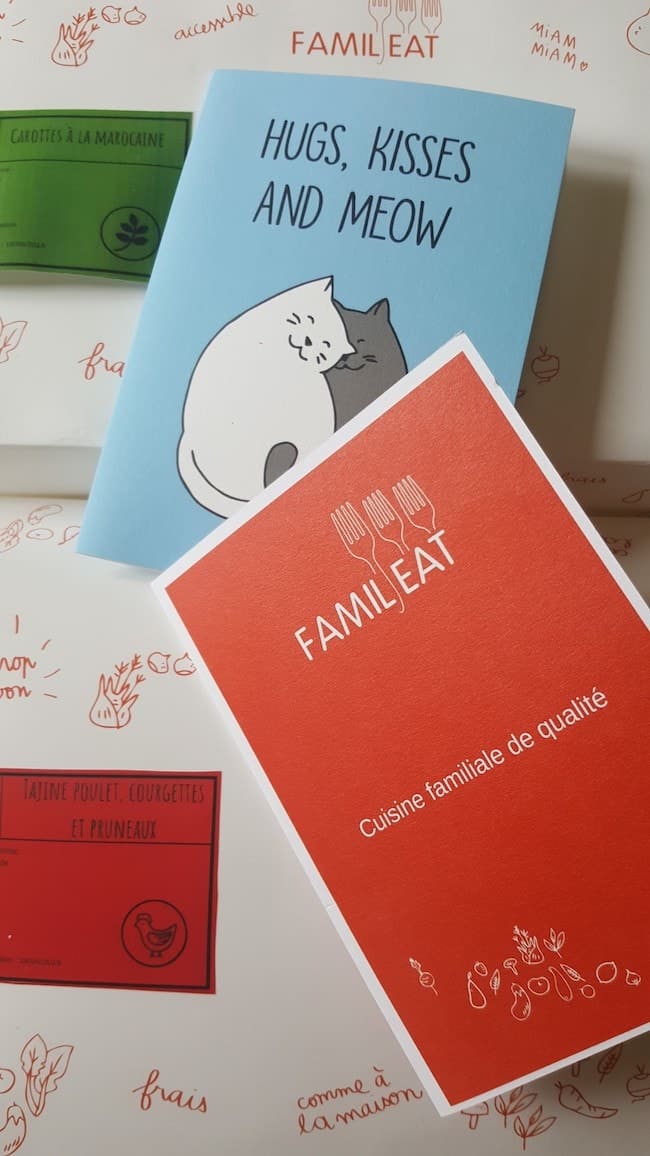 accessible
FAMILEAT
MIAM
MIAM
CAROTTES À LA MAROCAINE
HUGS, KISSES
AND MEOW
frais
FAMILEAT
Cuisine familiale de qualité
TAJINE POULET, COURGETTES
ET PRUNEAUX
frais
comme à
la maison